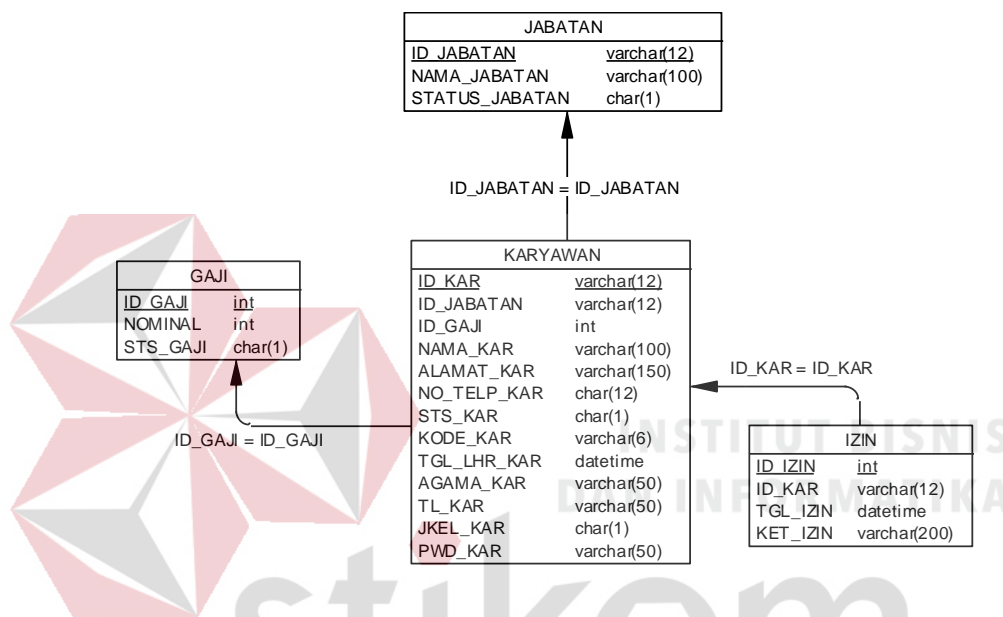 JABATAN
ID_JABATAN varchar(12)
NAMA_JABATAN varchar(100)
STATUS_JABATAN char(1)
ID_JABATAN = ID_JABATAN
GAJI
ID_GAJI int
NOMINAL int
STS_GAJI char(1)
ID_GAJI = ID_GAJI
KARYAWAN
ID_KAR varchar(12)
ID_JABATAN varchar(12)
ID_GAJI int
NAMA_KAR varchar(100)
ALAMAT_KAR varchar(150)
NO_TELP_KAR char(12)
STS_KAR char(1)
KODE_KAR varchar(6)
TGL_LHR_KAR datetime
AGAMA_KAR varchar(50)
TL_KAR varchar(50)
JKEL_KAR char(1)
PWD_KAR varchar(50)
ID_KAR = ID_KAR
IZIN
ID_IZIN int
ID_KAR varchar(12)
TGL_IZIN datetime
KET_IZIN varchar(200)
INSTITUT BISNIS
DAN INFORMATIKA
stikom